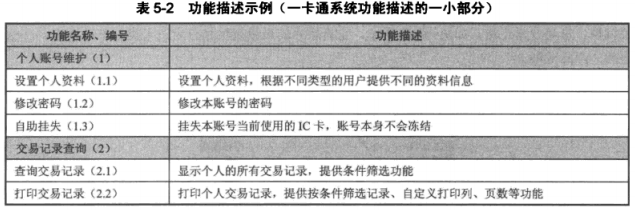 表 5-2 功能描述示例（一卡通系统功能描述的一小部分）
功能名称、编号 功能描述
个人账号维护（1）
设置个人资料（1.1） 设置个人资料，根据不同类型的用户提供不同的资料信息
修改密码（1.2） 修改本账号的密码
自助挂失（1.3） 挂失本账号当前使用的 IC 卡，账号本身不会冻结
交易记录查询（2）
查询交易记录（2.1） 显示个人的所有交易记录，提供条件筛选功能
打印交易记录（2.2） 打印个人交易记录，提供按条件筛选记录、自定义打印列、页数等功能